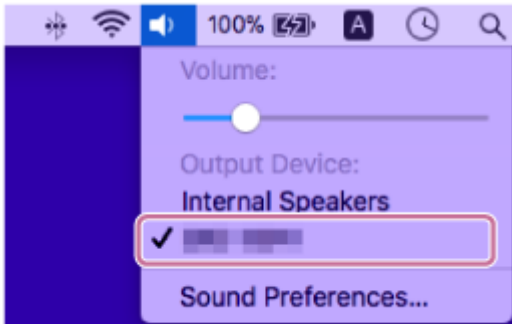 100% A
Volume:
Output Device:
Internal Speakers
Sound Preferences...